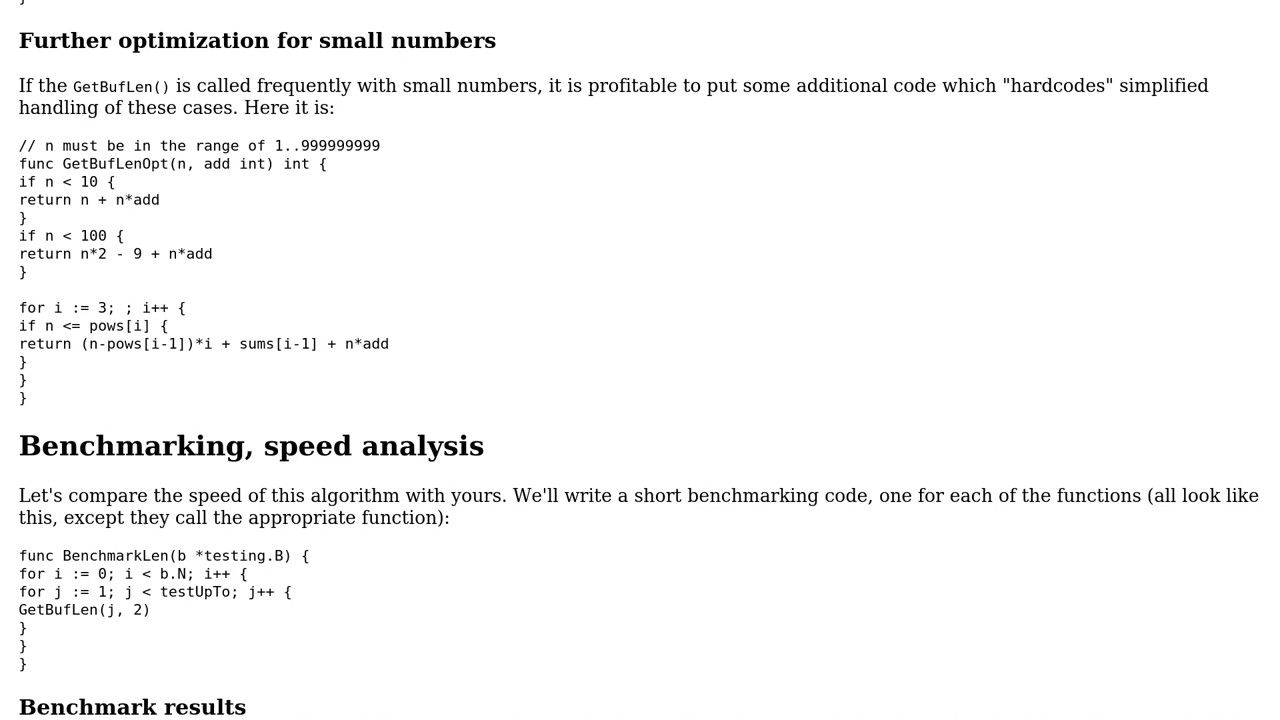 }
Further optimization for small numbers
If the GetBufLen() is called frequently with small numbers, it is profitable to put some additional code which "hardcodes" simplified
handling of these cases. Here it is:
// n must be in the range of 1..999999999
func GetBufLenOpt(n, add int) int {
if n < 10 {
return n + n*add
}
if n < 100 {
return n*2 - 9 + n*add
}
for i := 3; ; i++ {
if n <= pows[i] {
return (n-pows[i-1])*i + sums[i-1] + n*add
}
}
}
Benchmarking, speed analysis
Let's compare the speed of this algorithm with yours. We'll write a short benchmarking code, one for each of the functions (all look like
this, except they call the appropriate function):
func BenchmarkLen(b *testing.B) {
for i := 0; i < b.N; i++ {
for j := 1; j < testUpTo; j++ {
GetBufLen(j, 2)
}
}
}
Benchmark results